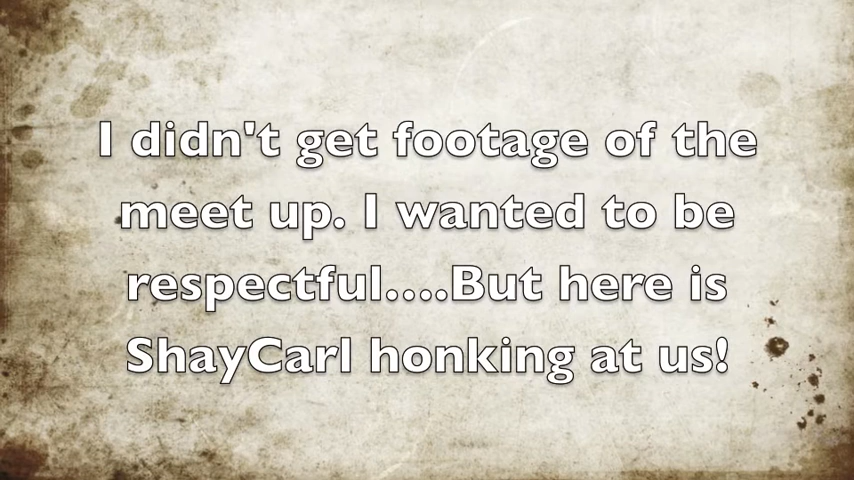 I didn't get footage of the
meet up. I wanted to be
respectful....But here is
ShayCarl honking at us!